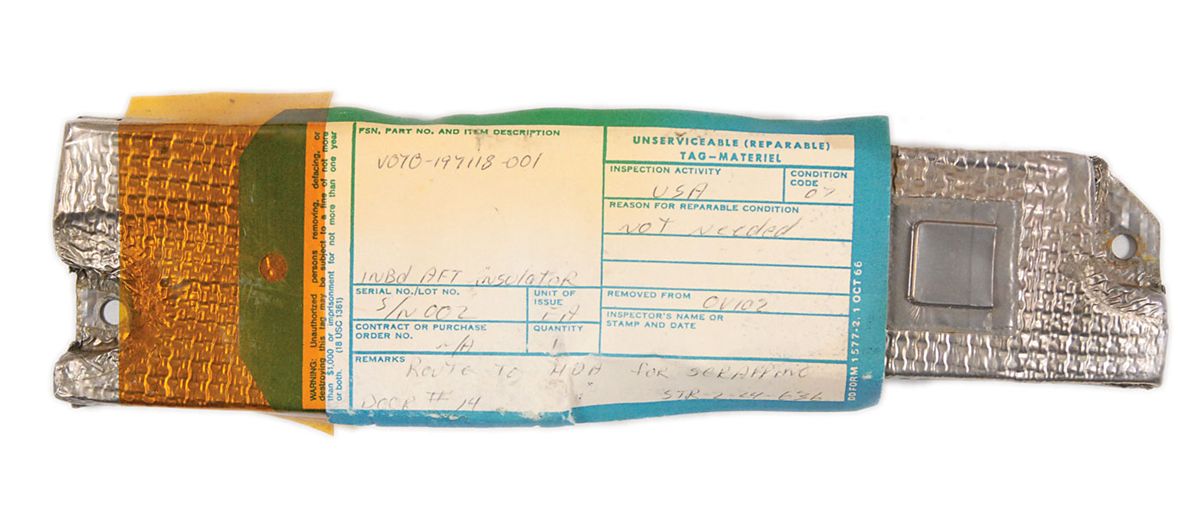 FSN, PART NO. AND ITEM DESCRIPTION
V070-197118-001
INBd AFT insulator
SERIAL NO./LOT NO.
S/N 002
UNIT OF ISSUE
EA
CONTRACT OR PURCHASE ORDER NO.
N/A
QUANTITY
1
UNSERVICEABLE (REPARABLE)
TAG—MATERIEL
INSPECTION ACTIVITY
USA
CONDITION CODE
07
REASON FOR REPARABLE CONDITION
NOT Needed
REMOVED FROM OV102
INSPECTOR'S NAME OR
STAMP AND DATE
REMARKS
Route to HDA for SCRAPPING
DOOR # 14
STR-2-
WARNING: Unauthorized persons removing, defacing, or
destroying this tag may be subject to a fine of not more
than $1,000 or imprisonment for not more than one year
or both. (18 USC 1361)
DD FORM 1577-2, 1 OCT 66